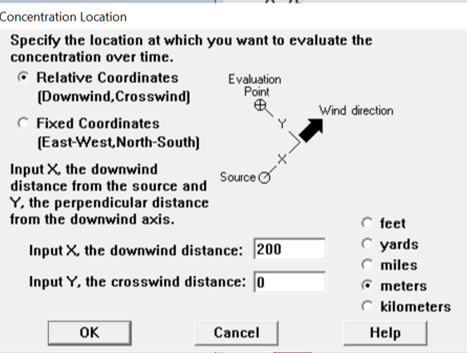 Concentration Location
Specify the location at which you want to evaluate the
concentration over time.
Relative Coordinates
(Downwind,Crosswind)
Fixed Coordinates
(East-West,North-South)
Evaluation
Point
Y
Wind direction
X
Source
Input X, the downwind
distance from the source and
Y, the perpendicular distance
from the downwind axis.
Input X, the downwind distance: 200
Input Y, the crosswind distance: 0
feet
yards
miles
meters
kilometers
OK
Cancel
Help